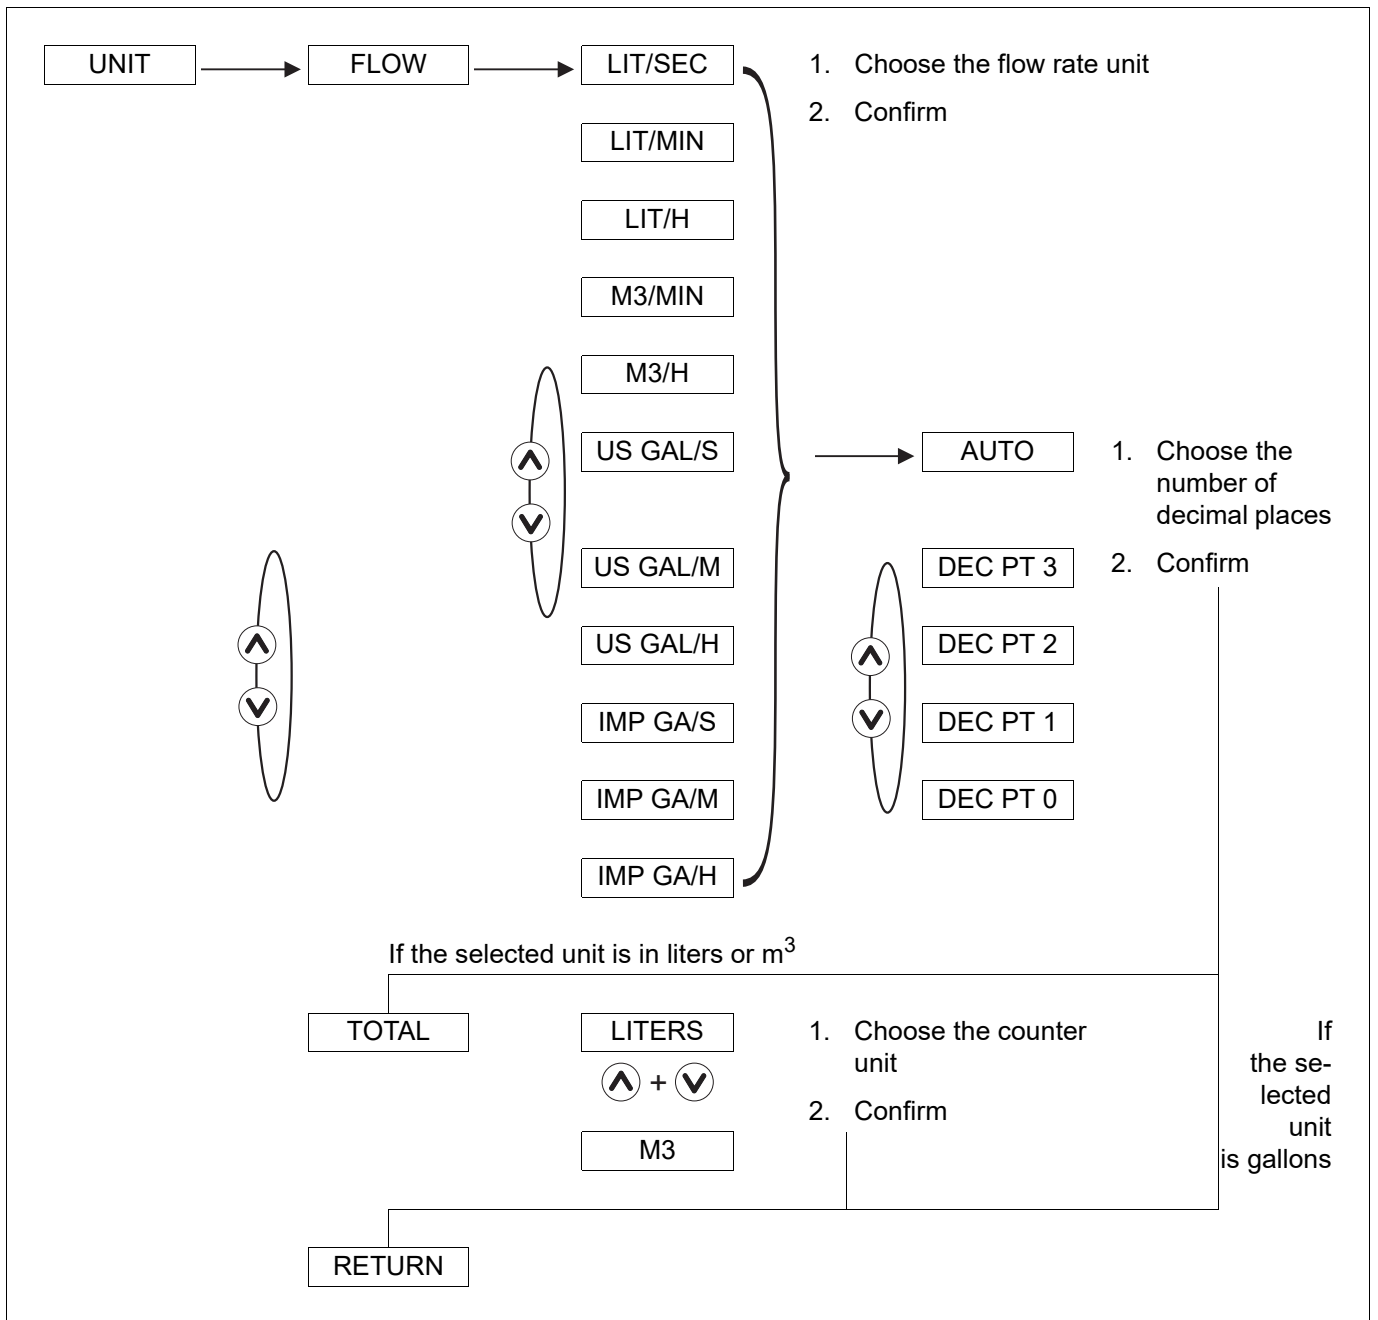 UNIT
FLOW
LIT/SEC
1. Choose the flow rate unit
2. Confirm
LIT/MIN
LIT/H
M3/MIN
M3/H
US GAL/S
US GAL/M
US GAL/H
IMP GA/S
IMP GA/M
IMP GA/H
AUTO
DEC PT 3
DEC PT 2
DEC PT 1
DEC PT 0
1. Choose the
number of
decimal places
2. Confirm
If the selected unit is in liters or m³
TOTAL
LITERS
+
M3
1. Choose the counter
unit
2. Confirm
If
the se-
lected
unit
is gallons
RETURN